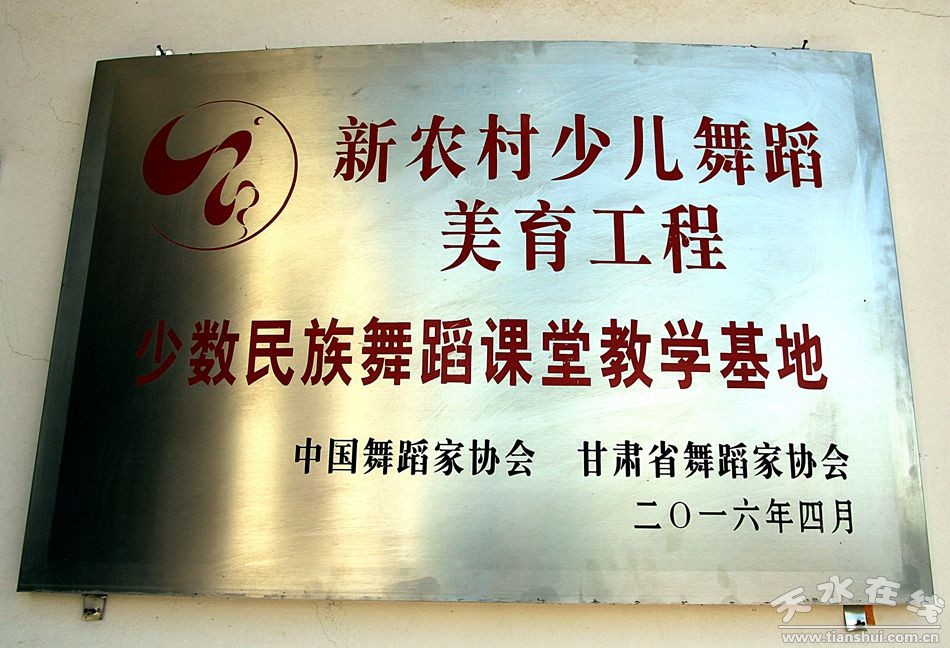 新农村少儿舞蹈
美育工程
少数民族舞蹈课堂教学基地
中国舞蹈家协会 甘肃省舞蹈家协会
二〇一六年四月
天水在线
www.tianshui.com.cn